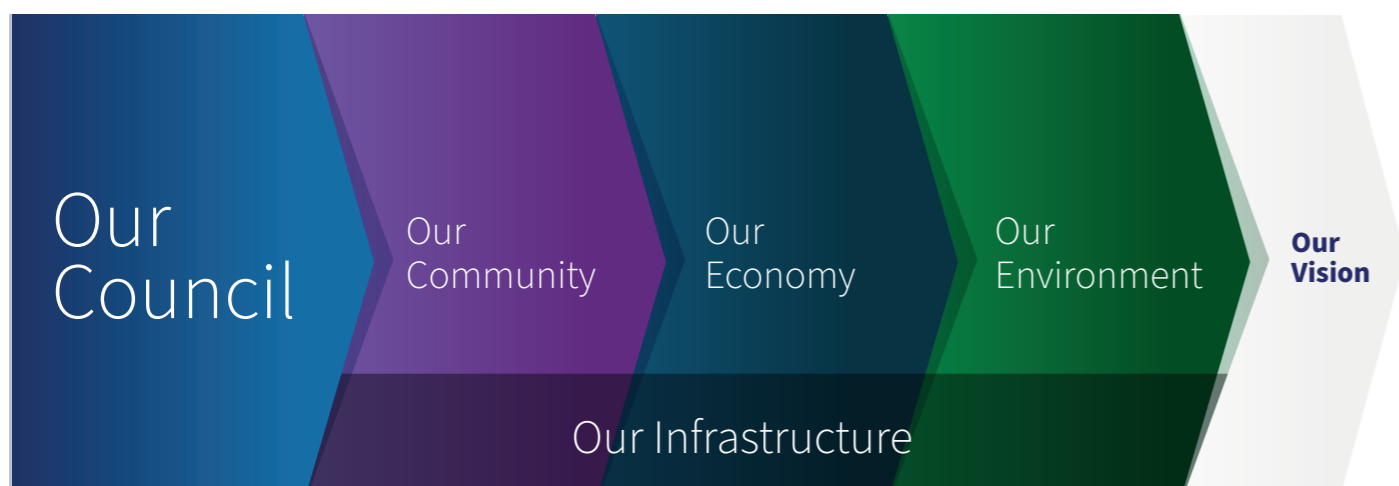 Our
Council
Our
Community
Our
Economy
Our
Environment
Our
Vision
Our Infrastructure